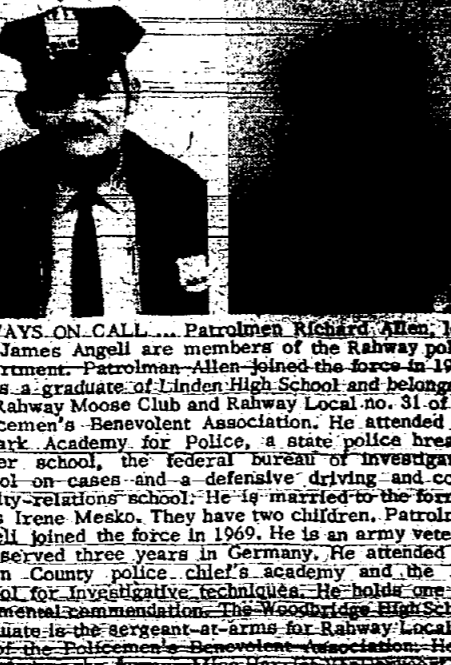 AYS ON CALL ... Patrolmen Richard Allen, l
James Angeli are members of the Rahway pol
rtment. Patrolman Allen joined the force in 19
s a graduate of Linden High School and belong
Rahway Moose Club and Rahway Local no. 31 of
cemen's Benevolent Association. He attended
ark Academy for Police, a state police brea
er school, the federal bureau of investigat
ol on cases and a defensive driving and co
ity-relations school. He is married to the form
s Irene Mesko. They have two children. Patrolm
eli joined the force in 1969. He is an army vete
served three years in Germany. He attended
n County police chief's academy and the
ol for investigative techniques. He holds one
mental commendation. The Woodbridge High Sch
uate is the sergeant-at-arms for Rahway Local
of the Policemen's Benevolent Association. He